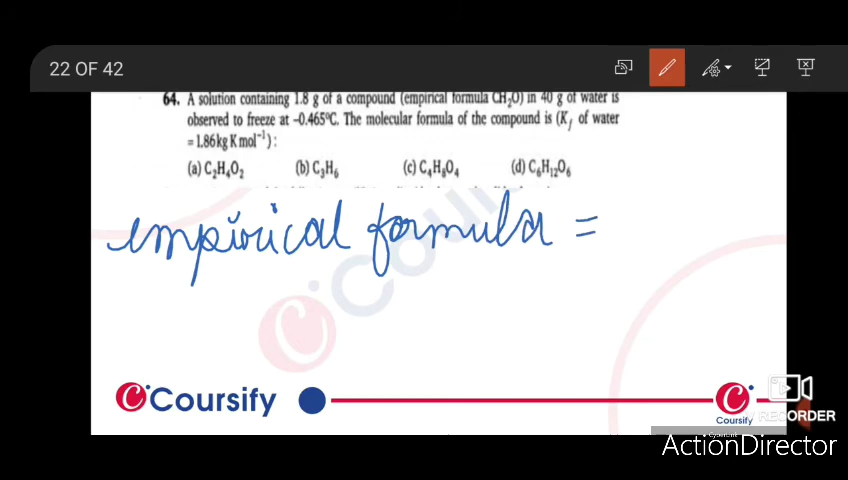 22 OF 42
64. A solution containing 1.8 g of a compound (empirical formula CH₂O) in 40 g of water is
observed to freeze at –0.465°C. The molecular formula of the compound is (K_f of water
= 1.86 kg K mol⁻¹) :
(a) C₂H₄O₂ (b) C₃H₆ (c) C₄H₈O₄ (d) C₆H₁₂O₆
empirical formula =
Coursify
Coursify
RECORDER
ActionDirector